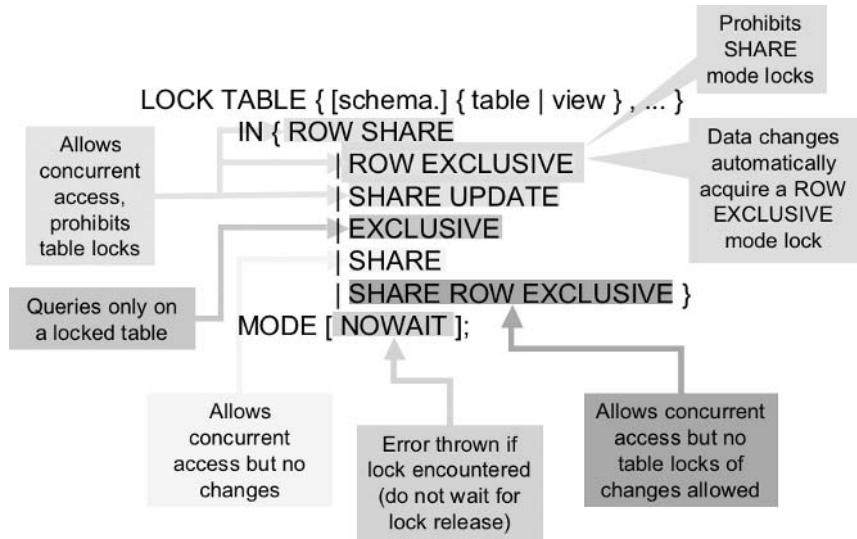 Prohibits
SHARE
mode locks
LOCK TABLE { [schema.] { table | view } , ... }
IN { ROW SHARE
| ROW EXCLUSIVE
| SHARE UPDATE
| EXCLUSIVE
| SHARE
| SHARE ROW EXCLUSIVE }
MODE [ NOWAIT ];
Allows
concurrent
access,
prohibits
table locks
Data changes
automatically
acquire a ROW
EXCLUSIVE
mode lock
Queries only on
a locked table
Allows
concurrent
access but no
changes
Error thrown if
lock encountered
(do not wait for
lock release)
Allows concurrent
access but no
table locks of
changes allowed